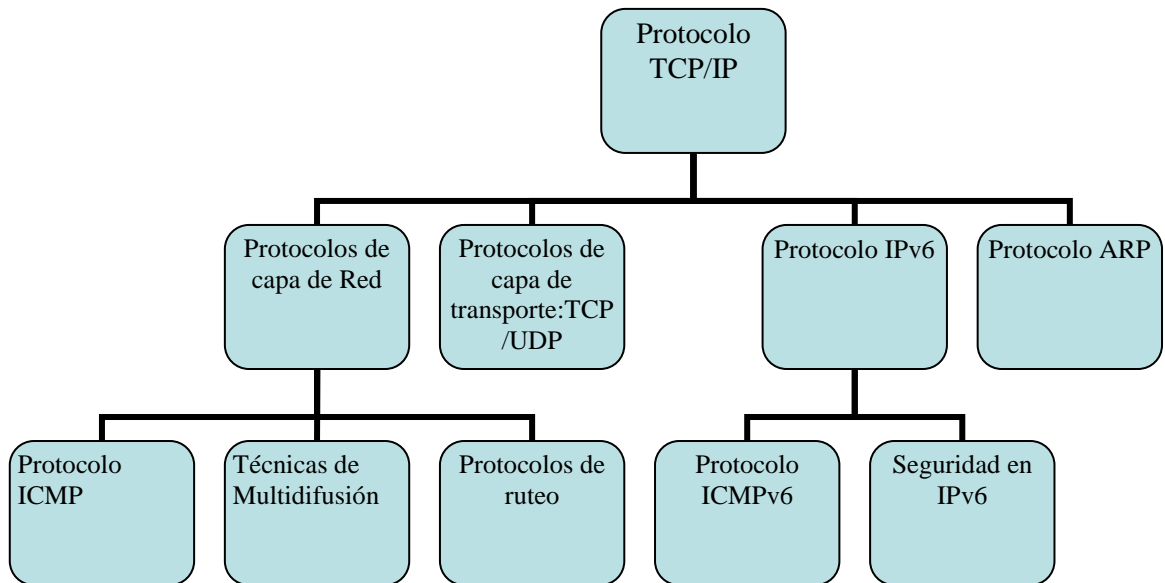 Protocolo
TCP/IP
Protocolos de
capa de Red
Protocolos de
capa de
transporte:TCP
/UDP
Protocolo IPv6
Protocolo ARP
Protocolo
ICMP
Técnicas de
Multidifusión
Protocolos de
ruteo
Protocolo
ICMPv6
Seguridad en
IPv6